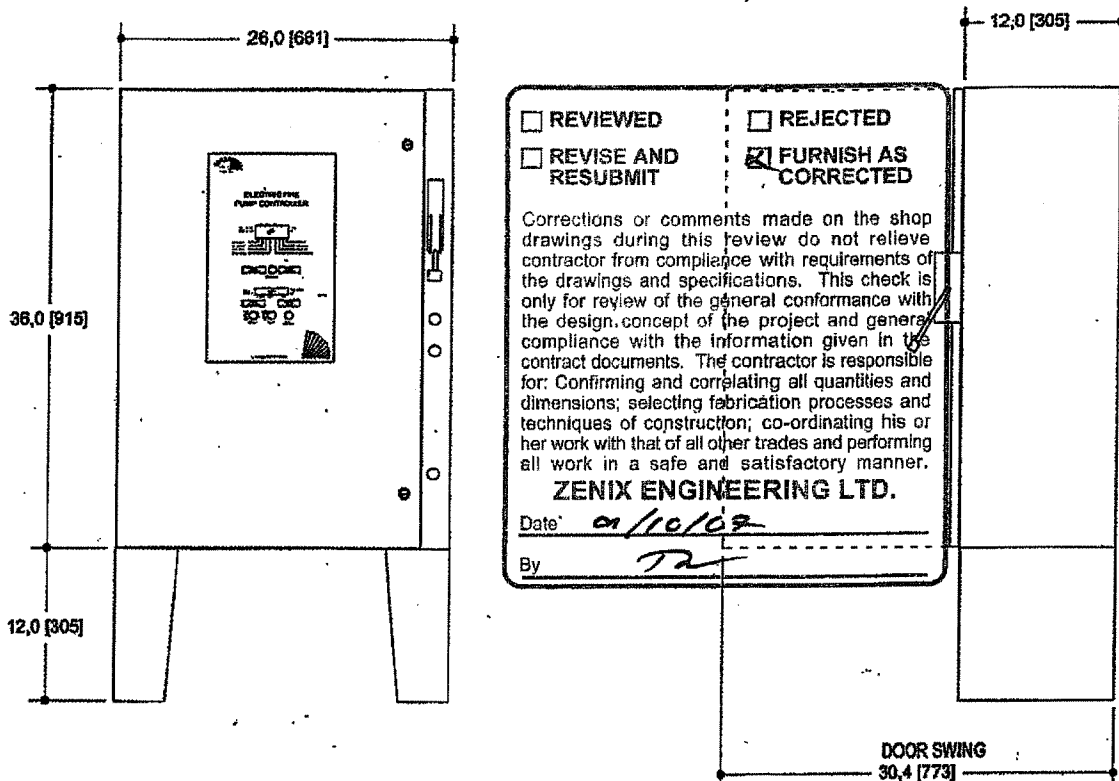 26,0 [661]
12,0 [305]
ELECTRIC FIRE
PUMP CONTROLLER
36,0 [915]
12,0 [305]
REVIEWED
REJECTED
REVISE AND
RESUBMIT
FURNISH AS
CORRECTED
Corrections or comments made on the shop
drawings during this review do not relieve
contractor from compliance with requirements of
the drawings and specifications. This check is
only for review of the general conformance with
the design concept of the project and general
compliance with the information given in the
contract documents. The contractor is responsible
for: Confirming and correlating all quantities and
dimensions; selecting fabrication processes and
techniques of construction; co-ordinating his or
her work with that of all other trades and performing
all work in a safe and satisfactory manner.
ZENIX ENGINEERING LTD.
Date
By
DOOR SWING
30,4 [773]